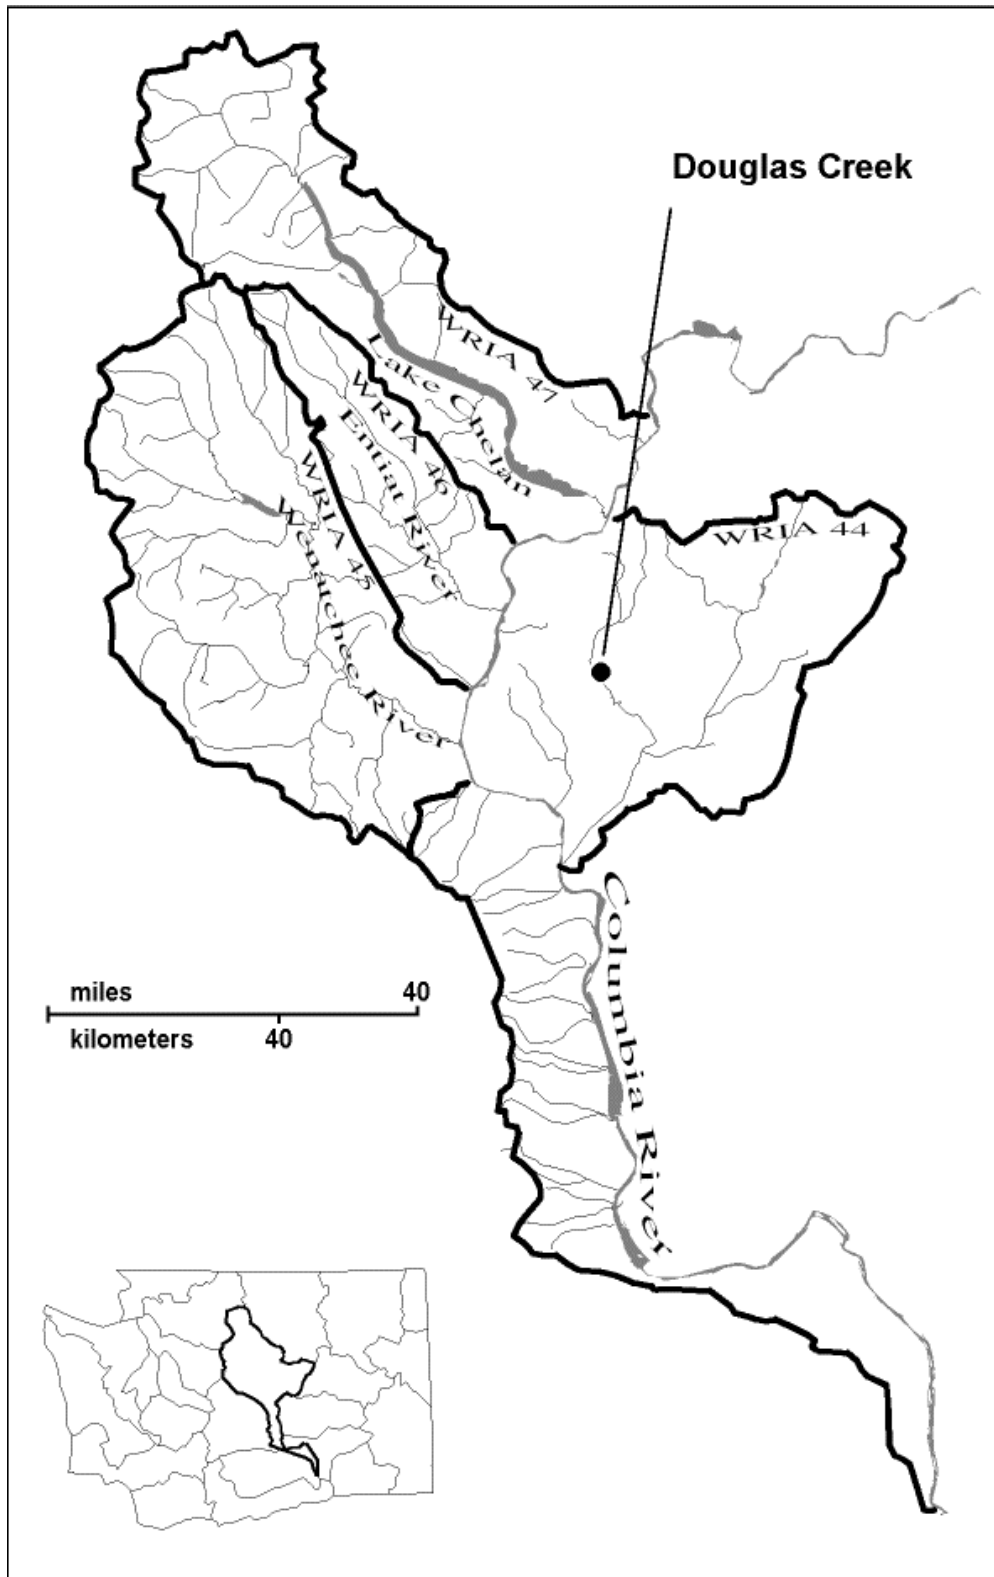 Douglas Creek
WRIA 47
Lake Chelan
WRIA 46
Entiat River
WRIA 45
Wenatchee River
WRIA 44
Columbia River
miles 40
kilometers 40